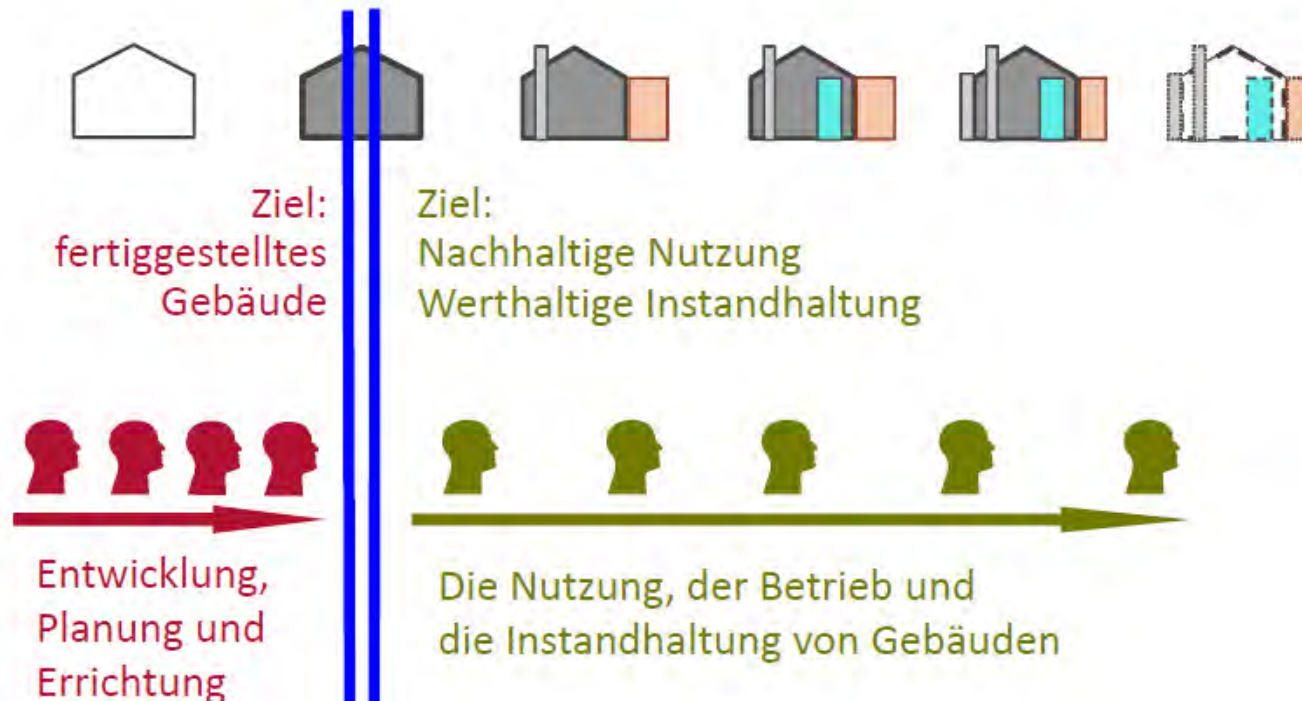 Ziel:
fertiggestelltes
Gebäude
Ziel:
Nachhaltige Nutzung
Werthaltige Instandhaltung
Entwicklung,
Planung und
Errichtung
Die Nutzung, der Betrieb und
die Instandhaltung von Gebäuden